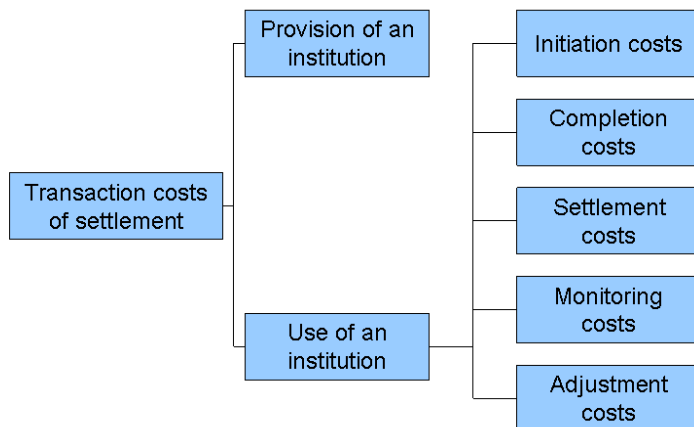 Transaction costs
of settlement
Provision of an
institution
Use of an
institution
Initiation costs
Completion
costs
Settlement
costs
Monitoring
costs
Adjustment
costs